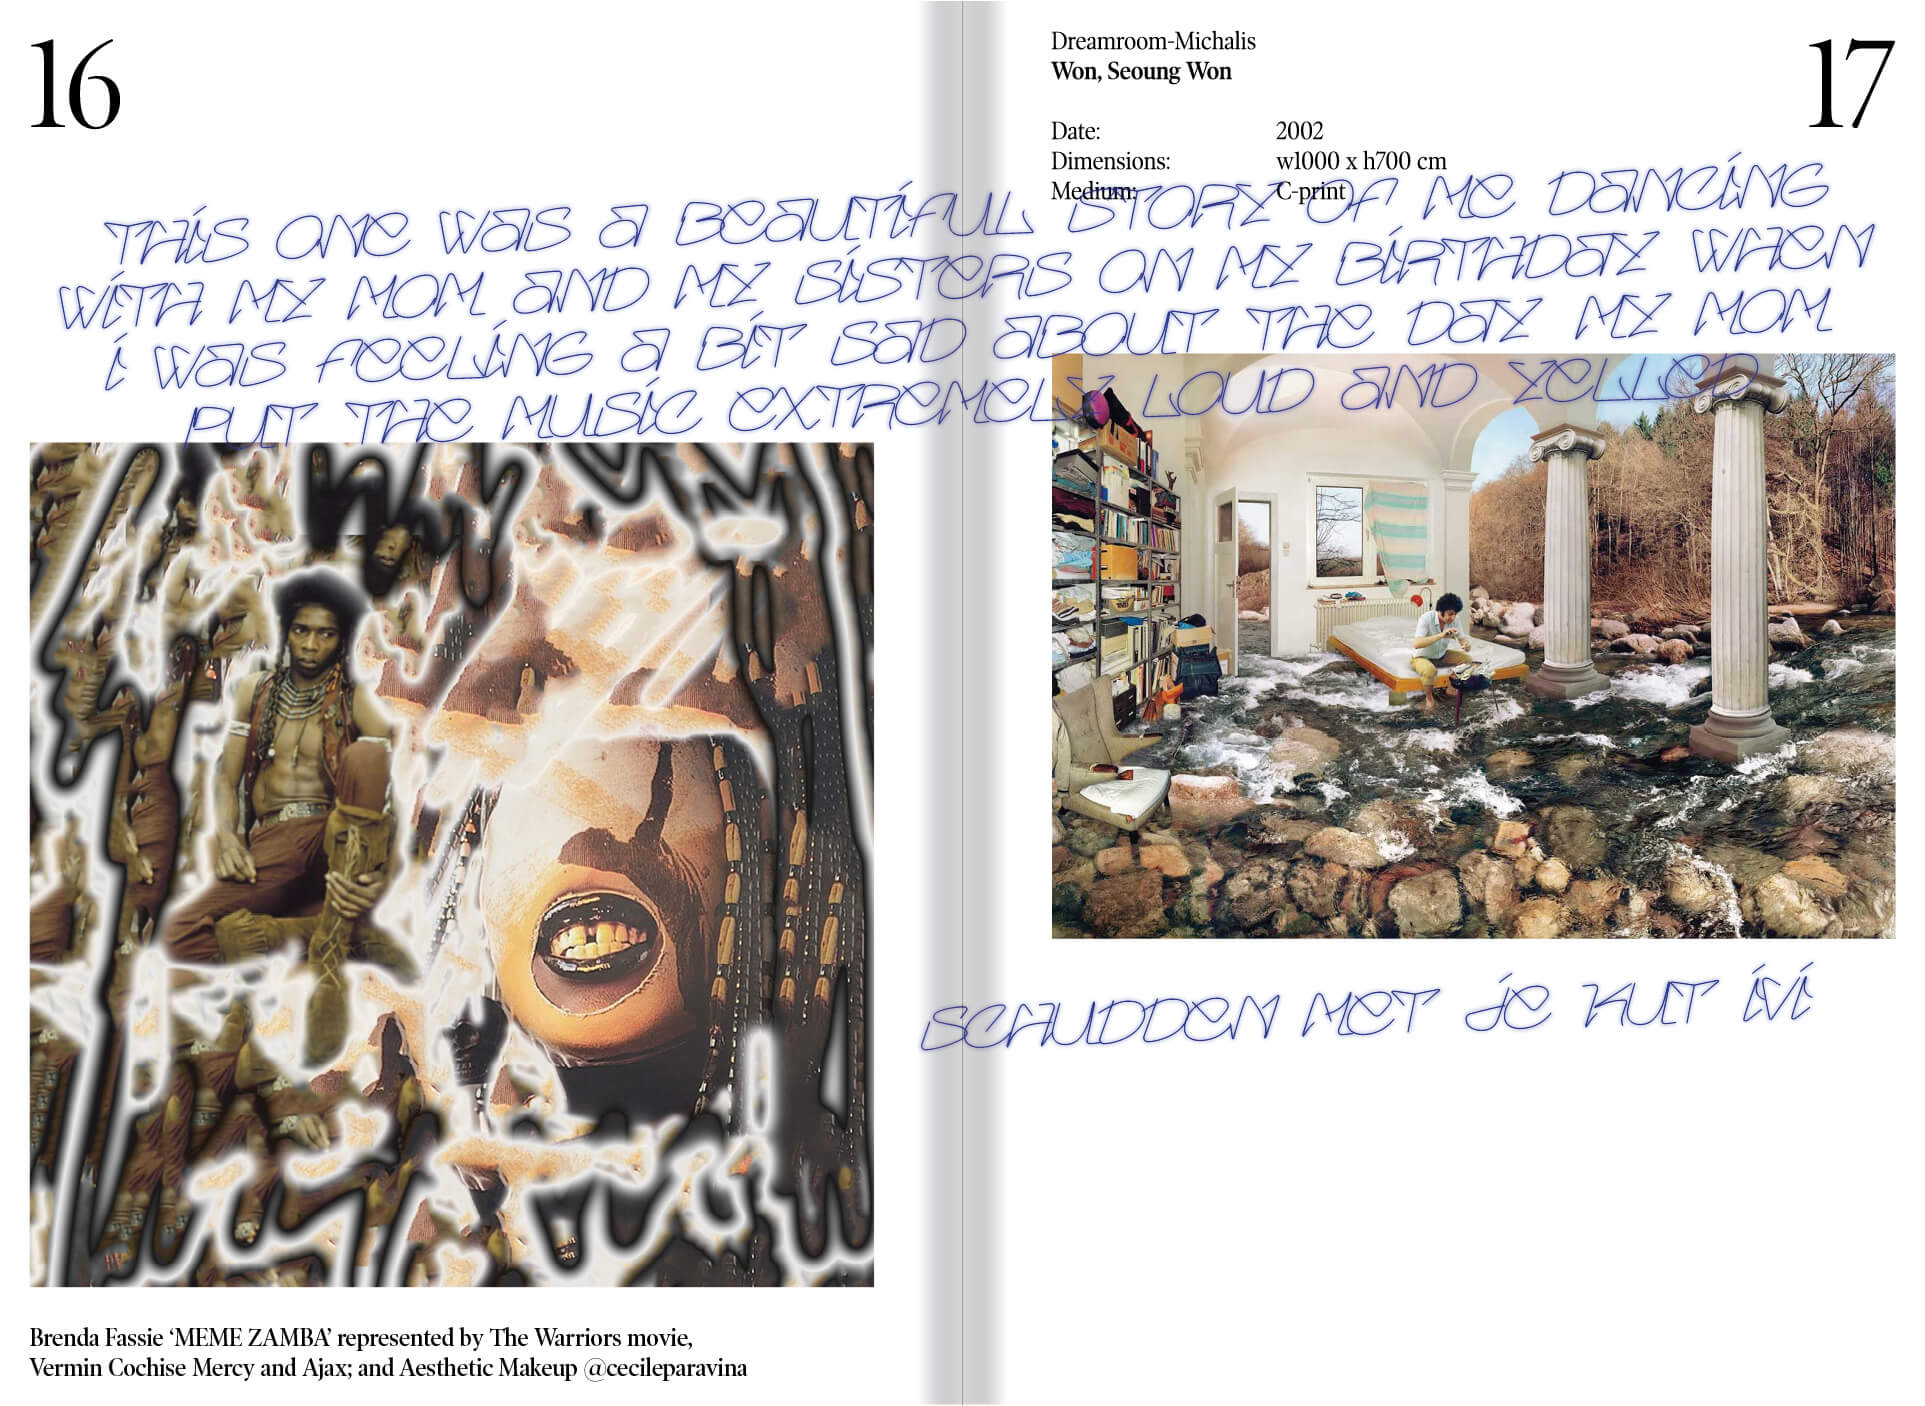 16
Dreamroom-Michalis
Won, Seoung Won
17
Date: 2002
Dimensions: w1000 x h700 cm
Medium: C-print
THiS ONe WaS a BeaUTifUL STORY Of Me DaNCiNG
WiTH MY MOM aND MY SiSTeRS ON MY BiRTHDaY WHeN
i WaS feeLiNG a BiT SaD aBOUT THe DaY MY MOM
PUT THe MUSiC eXTReMeLY LOUD aND YeLLeD
SCHUDDeN MeT Je KUT iVi
Brenda Fassie ‘MEME ZAMBA’ represented by The Warriors movie,
Vermin Cochise Mercy and Ajax; and Aesthetic Makeup @cecileparavina